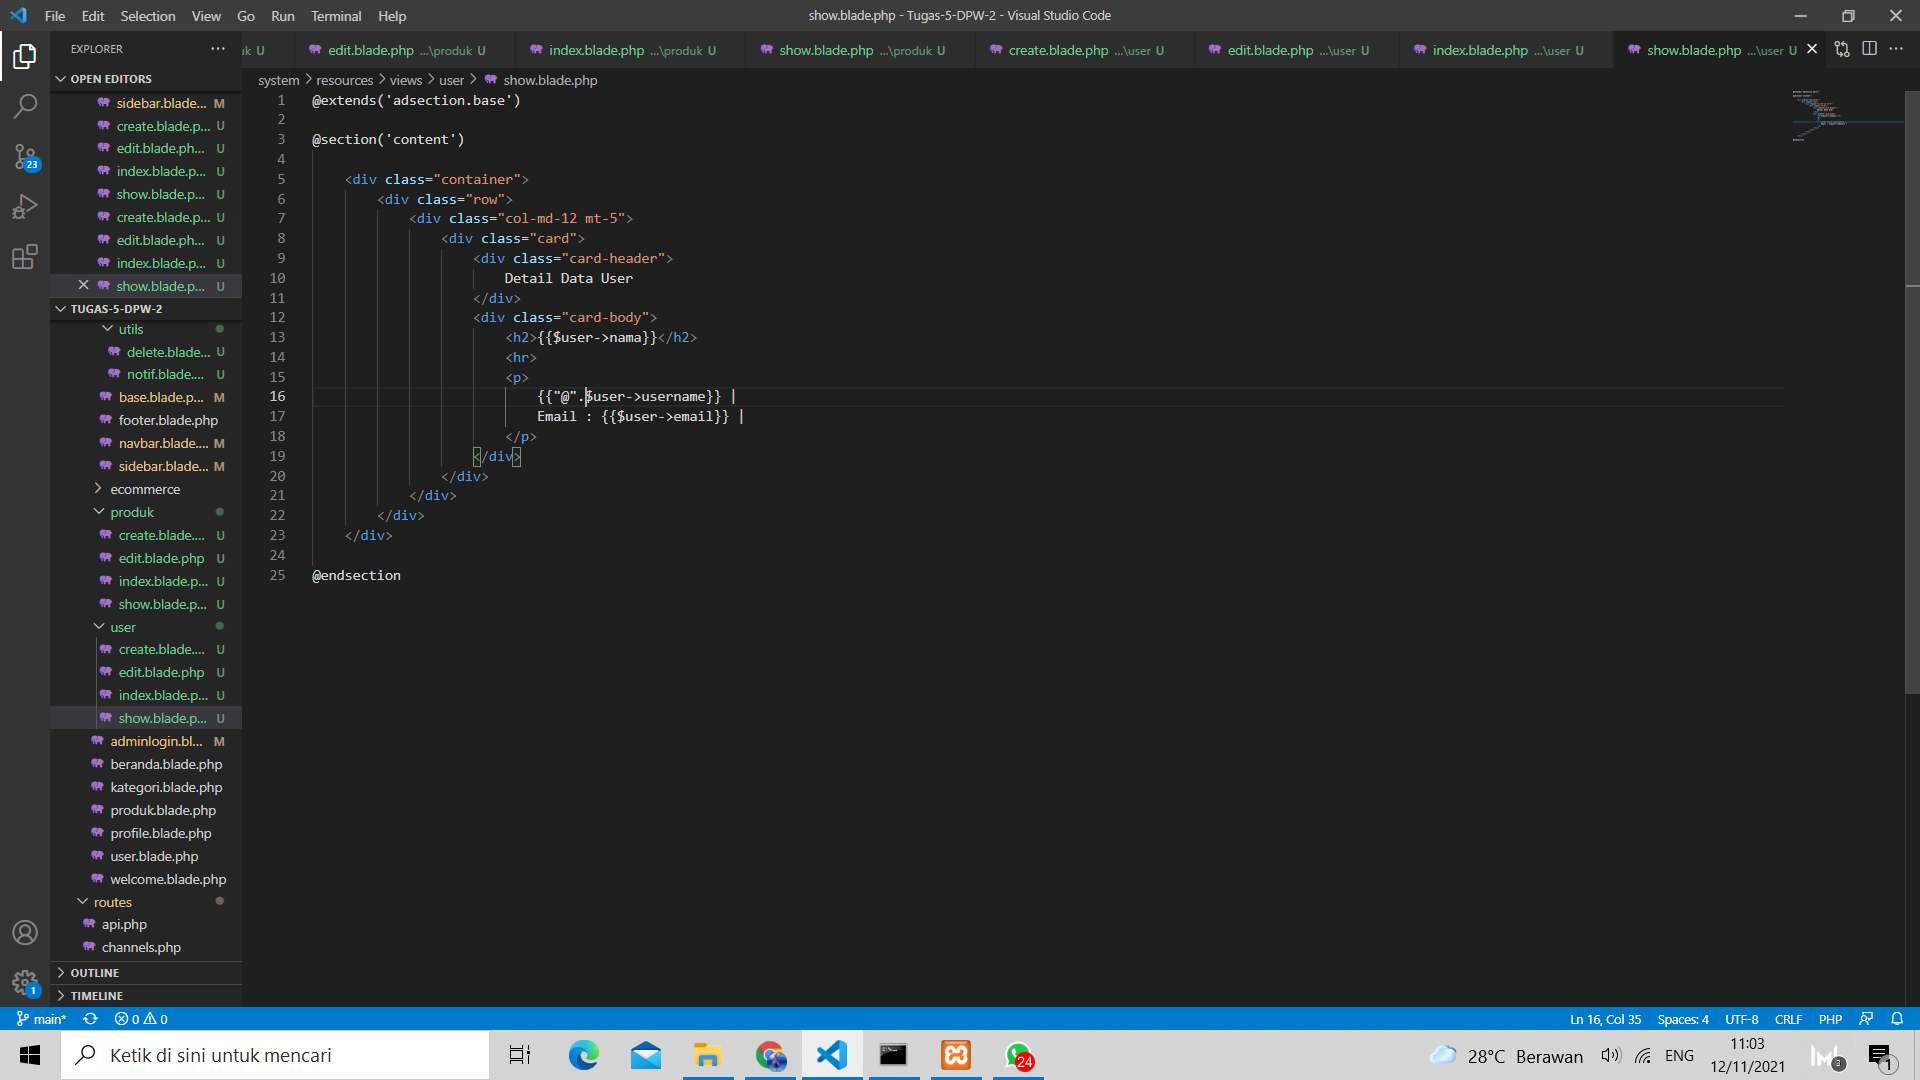 File Edit Selection View Go Run Terminal Help
show.blade.php - Tugas-5-DPW-2 - Visual Studio Code
EXPLORER
uk U
edit.blade.php ...\produk U
index.blade.php ...\produk U
show.blade.php ...\produk U
create.blade.php ...\user U
edit.blade.php ...\user U
index.blade.php ...\user U
show.blade.php ...\user U
OPEN EDITORS
sidebar.blade... M
create.blade.p... U
edit.blade.ph... U
index.blade.p... U
show.blade.p... U
create.blade.p... U
edit.blade.ph... U
index.blade.p... U
show.blade.p... U
TUGAS-5-DPW-2
utils
delete.blade... U
notif.blade.... U
base.blade.p... M
footer.blade.php
navbar.blade.... M
sidebar.blade... M
ecommerce
produk
create.blade.... U
edit.blade.php U
index.blade.p... U
show.blade.p... U
user
create.blade.... U
edit.blade.php U
index.blade.p... U
show.blade.p... U
adminlogin.bl... M
beranda.blade.php
kategori.blade.php
produk.blade.php
profile.blade.php
user.blade.php
welcome.blade.php
routes
api.php
channels.php
OUTLINE
TIMELINE
23
1
system > resources > views > user > show.blade.php
1 @extends('adsection.base')
2
3 @section('content')
4
5 <div class="container">
6 <div class="row">
7 <div class="col-md-12 mt-5">
8 <div class="card">
9 <div class="card-header">
10 Detail Data User
11 </div>
12 <div class="card-body">
13 <h2>{{$user->nama}}</h2>
14 <hr>
15 <p>
16 {{"@".$user->username}} |
17 Email : {{$user->email}} |
18 </p>
19 </div>
20 </div>
21 </div>
22 </div>
23 </div>
24
25 @endsection
main* 0 0
Ln 16, Col 35 Spaces: 4 UTF-8 CRLF PHP
Ketik di sini untuk mencari
24
28°C Berawan
ENG
11:03
12/11/2021
3
1